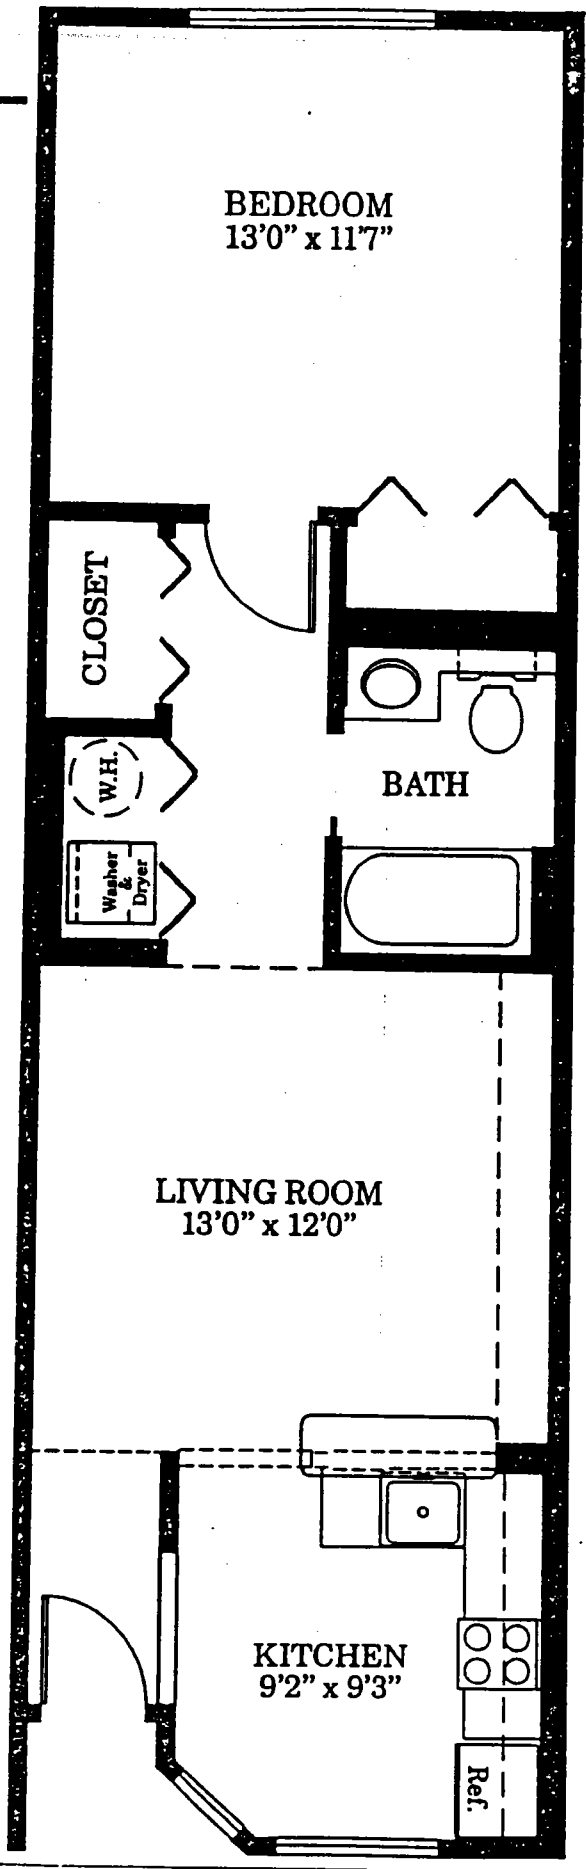 BEDROOM
13'0” x 11'7”
CLOSET
W.H.
BATH
Washer
&
Dryer
LIVING ROOM
13'0” x 12'0”
KITCHEN
9'2” x 9'3”
Ref.